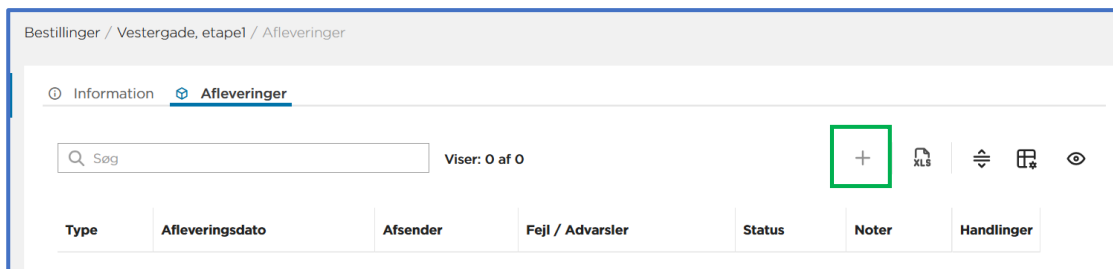 Bestillinger / Vestergade, etape1 / Afleveringer
Information Afleveringer
Søg Viser: 0 af 0 XLS
Type Afleveringsdato Afsender Fejl / Advarsler Status Noter Handlinger